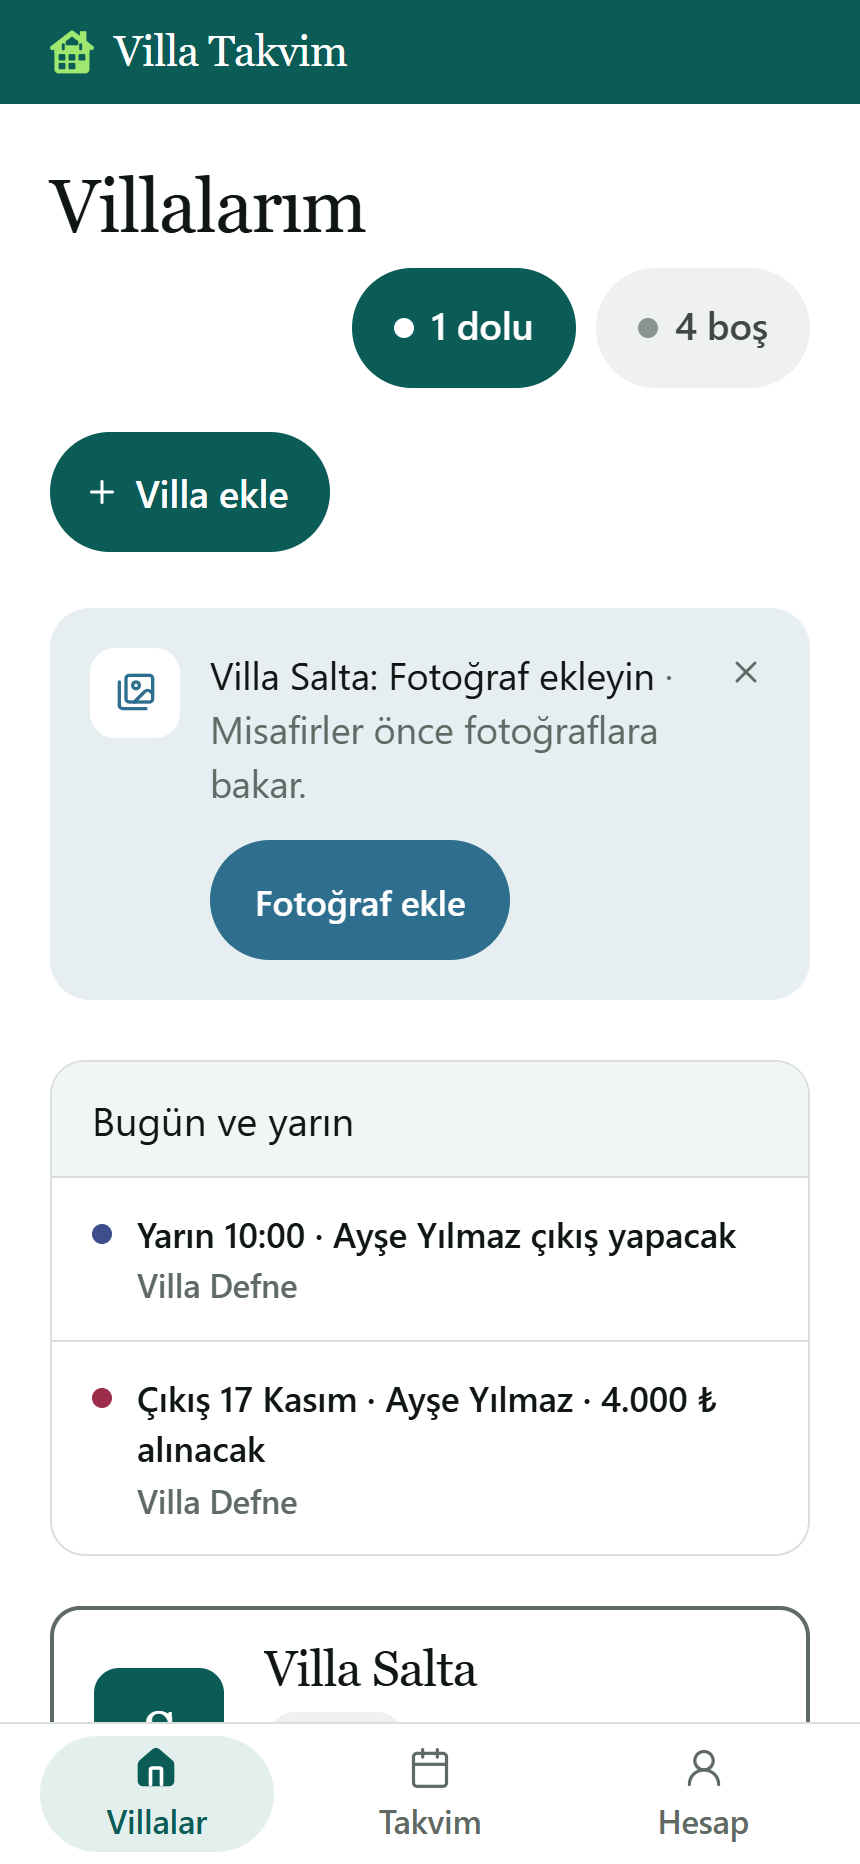 Villa Takvim
Villalarım
1 dolu
4 boş
+ Villa ekle
Villa Salta: Fotoğraf ekleyin ·
Misafirler önce fotoğraflara
bakar.
Fotoğraf ekle
Bugün ve yarın
Yarın 10:00 · Ayşe Yılmaz çıkış yapacak
Villa Defne
Çıkış 17 Kasım · Ayşe Yılmaz · 4.000 ₺
alınacak
Villa Defne
Villa Salta
Villalar
Takvim
Hesap